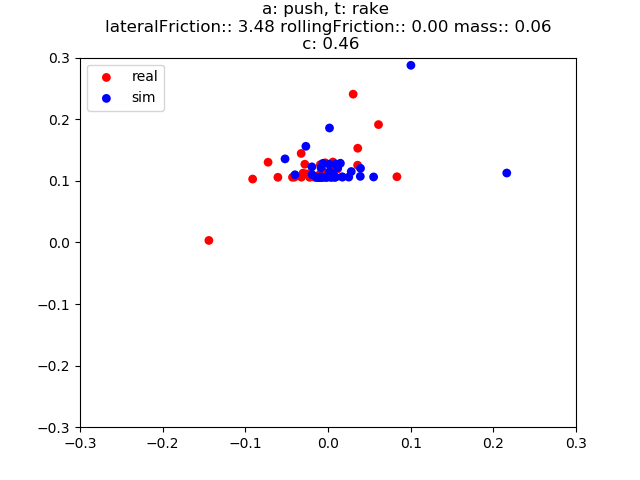 a: push, t: rake
lateralFriction:: 3.48 rollingFriction:: 0.00 mass:: 0.06
c: 0.46
real
sim
0.3
0.2
0.1
0.0
−0.1
−0.2
−0.3
−0.3 −0.2 −0.1 0.0 0.1 0.2 0.3